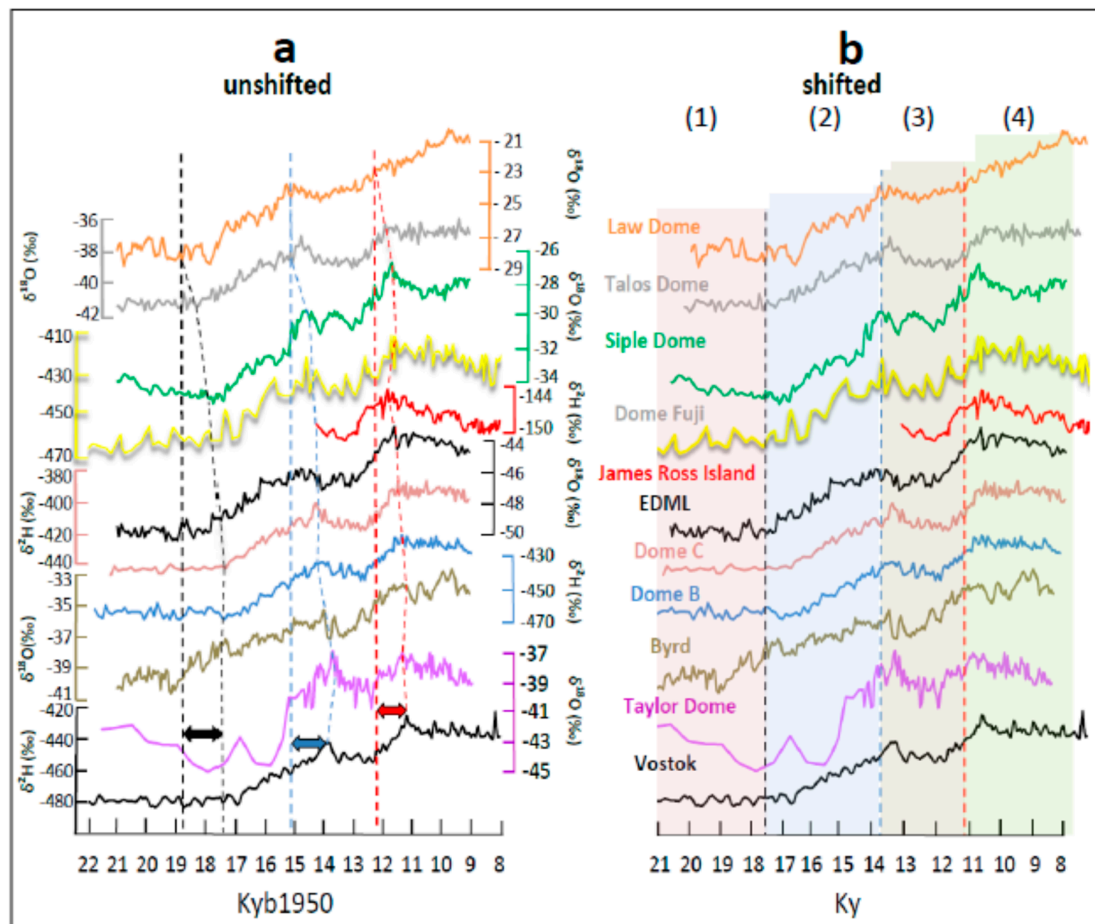 a
unshifted
b
shifted
(1) (2) (3) (4)
δ¹⁸O (‰)
-36
-38
-40
-42
-410
-430
-450
-470
δ²H (‰)
-380
-400
-420
-440
δ¹⁸O(‰)
-33
-35
-37
-39
-41
δ²H (‰)
-420
-440
-460
-480
- 21
- 23
- 25
- 27
- 29
δ¹⁸O (‰)
-26
-28
-30
-32
-34
δ¹⁸O (‰)
-144
-150
δ²H (‰)
-44
-46
-48
-50
δ¹⁸O (‰)
-430
-450
-470
δ²H (‰)
-37
-39
-41
-43
-45
δ¹⁸O (‰)
22 21 20 19 18 17 16 15 14 13 12 11 10 9 8
Kyb1950
Law Dome
Talos Dome
Siple Dome
Dome Fuji
James Ross Island
EDML
Dome C
Dome B
Byrd
Taylor Dome
Vostok
21 20 19 18 17 16 15 14 13 12 11 10 9 8
Ky